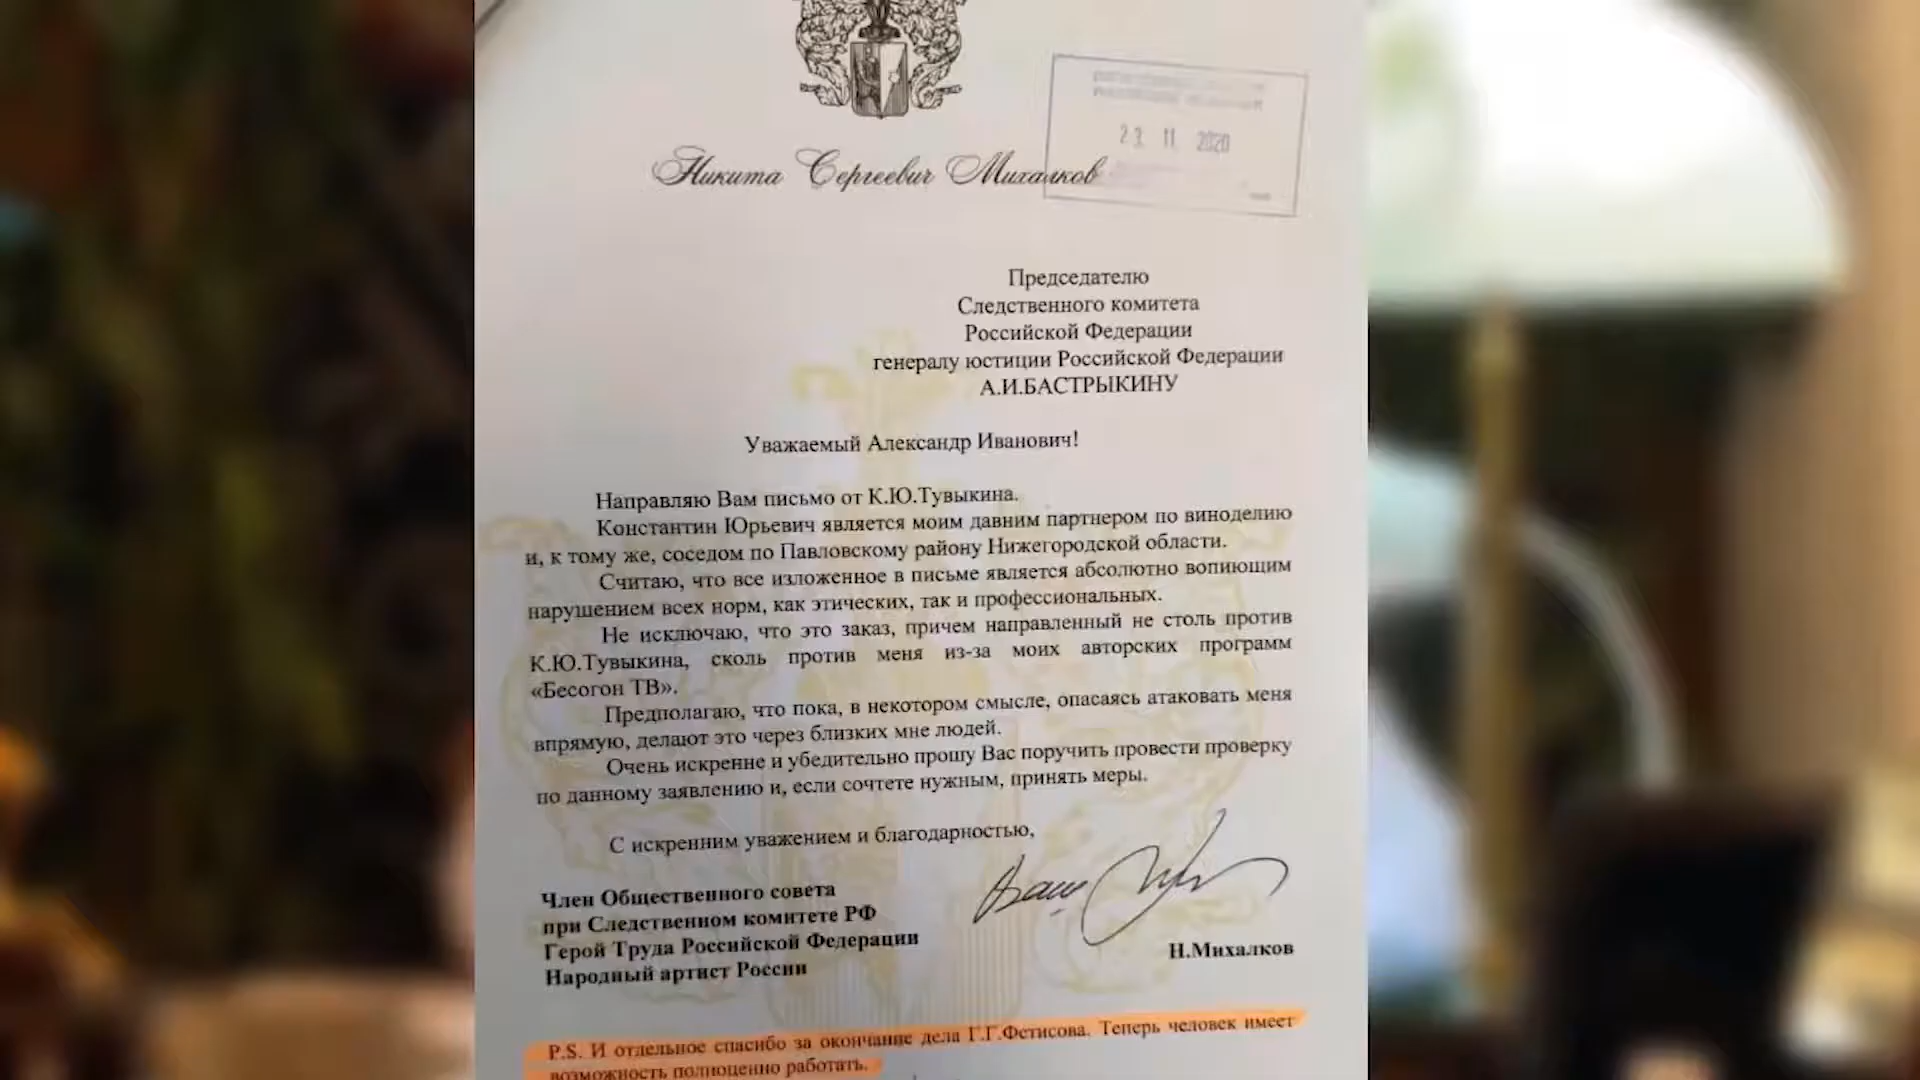 23 11 2020
Никита Сергеевич Михалков
Председателю
Следственного комитета
Российской Федерации
генералу юстиции Российской Федерации
А.И.БАСТРЫКИНУ
Уважаемый Александр Иванович!
Направляю Вам письмо от К.Ю.Тувыкина.
Константин Юрьевич является моим давним партнером по виноделию
и, к тому же, соседом по Павловскому району Нижегородской области.
Считаю, что все изложенное в письме является абсолютно вопиющим
нарушением всех норм, как этических, так и профессиональных.
Не исключаю, что это заказ, причем направленный не столь против
К.Ю.Тувыкина, сколь против меня из-за моих авторских программ
«Бесогон ТВ».
Предполагаю, что пока, в некотором смысле, опасаясь атаковать меня
впрямую, делают это через близких мне людей.
Очень искренне и убедительно прошу Вас поручить провести проверку
по данному заявлению и, если сочтете нужным, принять меры.
С искренним уважением и благодарностью,
Член Общественного совета
при Следственном комитете РФ
Герой Труда Российской Федерации
Народный артист России
Н.Михалков
P.S. И отдельное спасибо за окончание дела Г.Г.Фетисова. Теперь человек имеет
возможность полноценно работать.